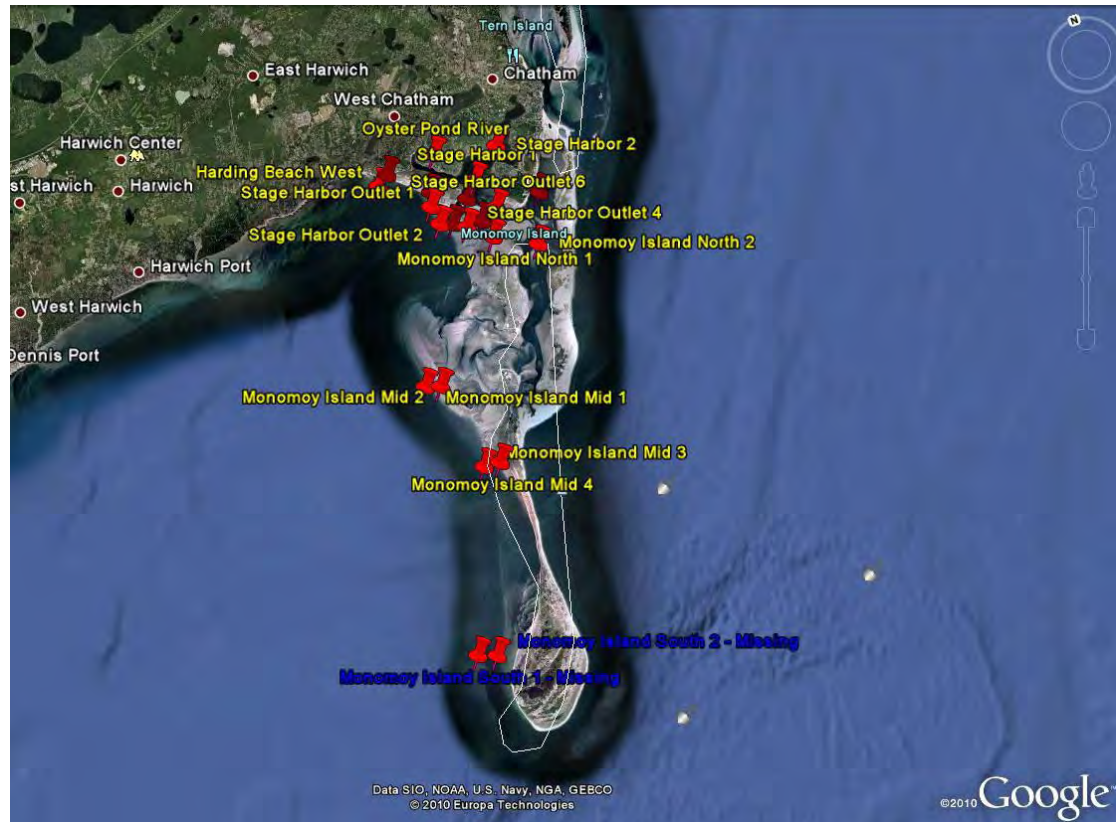 Tern Island
N
East Harwich
Chatham
West Chatham
Oyster Pond River
Harwich Center
Stage Harbor 2
Stage Harbor 1
Harding Beach West
Stage Harbor Outlet 6
st Harwich
Harwich
Stage Harbor Outlet 1
Stage Harbor Outlet 4
Stage Harbor Outlet 2
Monomoy Island
Monomoy Island North 2
Monomoy Island North 1
Harwich Port
West Harwich
Dennis Port
Monomoy Island Mid 2
Monomoy Island Mid 1
Monomoy Island Mid 3
Monomoy Island Mid 4
Monomoy Island South 2 - Missing
Monomoy Island South 1 - Missing
Data SIO, NOAA, U.S. Navy, NGA, GEBCO
© 2010 Europa Technologies
©2010 Google